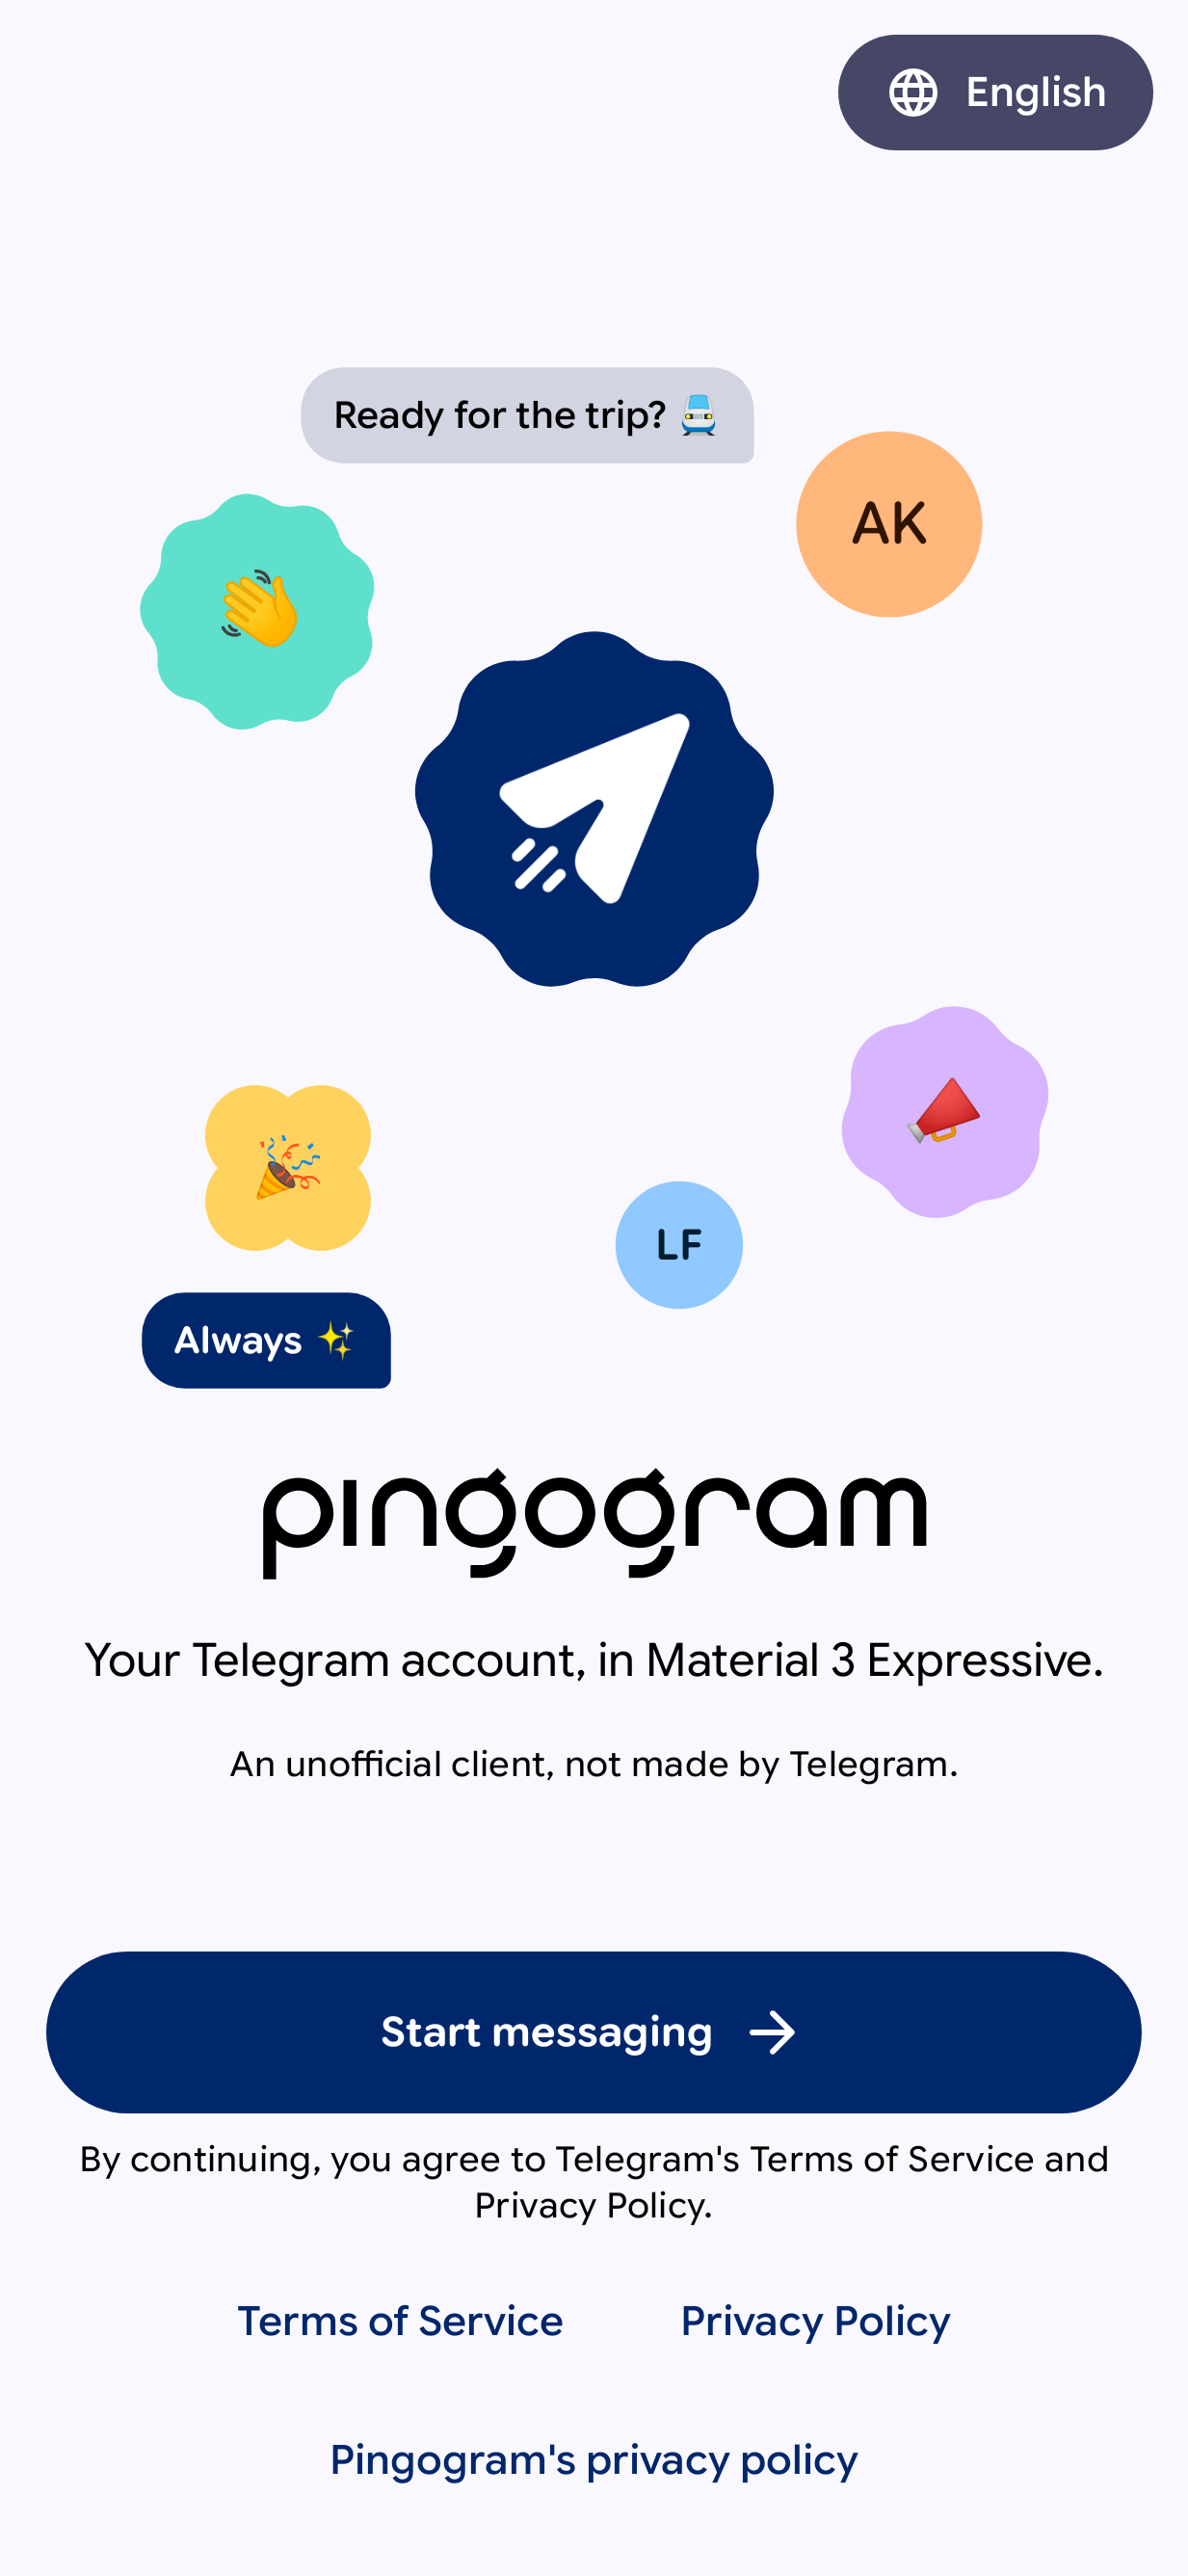 English
Ready for the trip? 🚆
AK
LF
Always ✨
pingogram
Your Telegram account, in Material 3 Expressive.
An unofficial client, not made by Telegram.
Start messaging →
By continuing, you agree to Telegram's Terms of Service and
Privacy Policy.
Terms of Service Privacy Policy
Pingogram's privacy policy